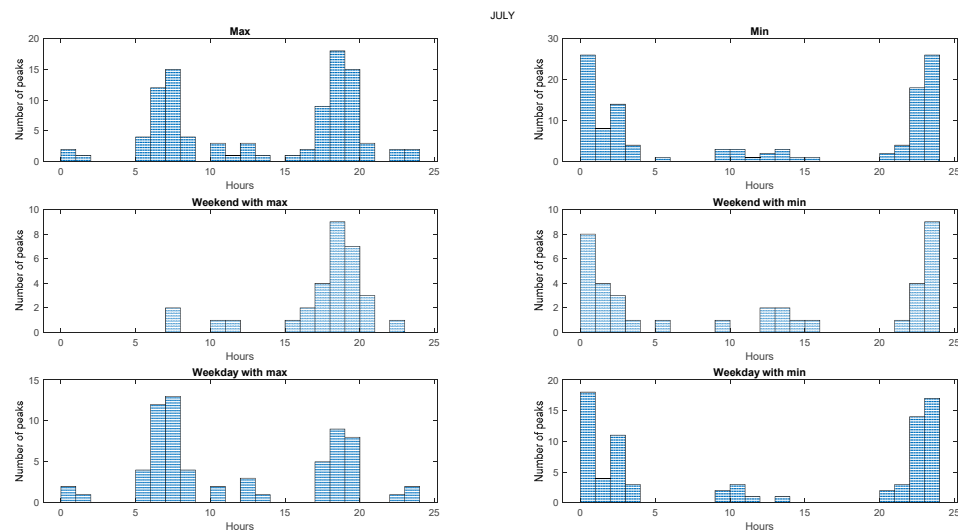 JULY
Max
Number of peaks
20
15
10
5
0
0 5 10 15 20 25
Hours
Min
Number of peaks
30
20
10
0
0 5 10 15 20 25
Hours
Weekend with max
Number of peaks
10
8
6
4
2
0
0 5 10 15 20 25
Hours
Weekend with min
Number of peaks
10
8
6
4
2
0
0 5 10 15 20 25
Hours
Weekday with max
Number of peaks
15
10
5
0
0 5 10 15 20 25
Hours
Weekday with min
Number of peaks
20
15
10
5
0
0 5 10 15 20 25
Hours